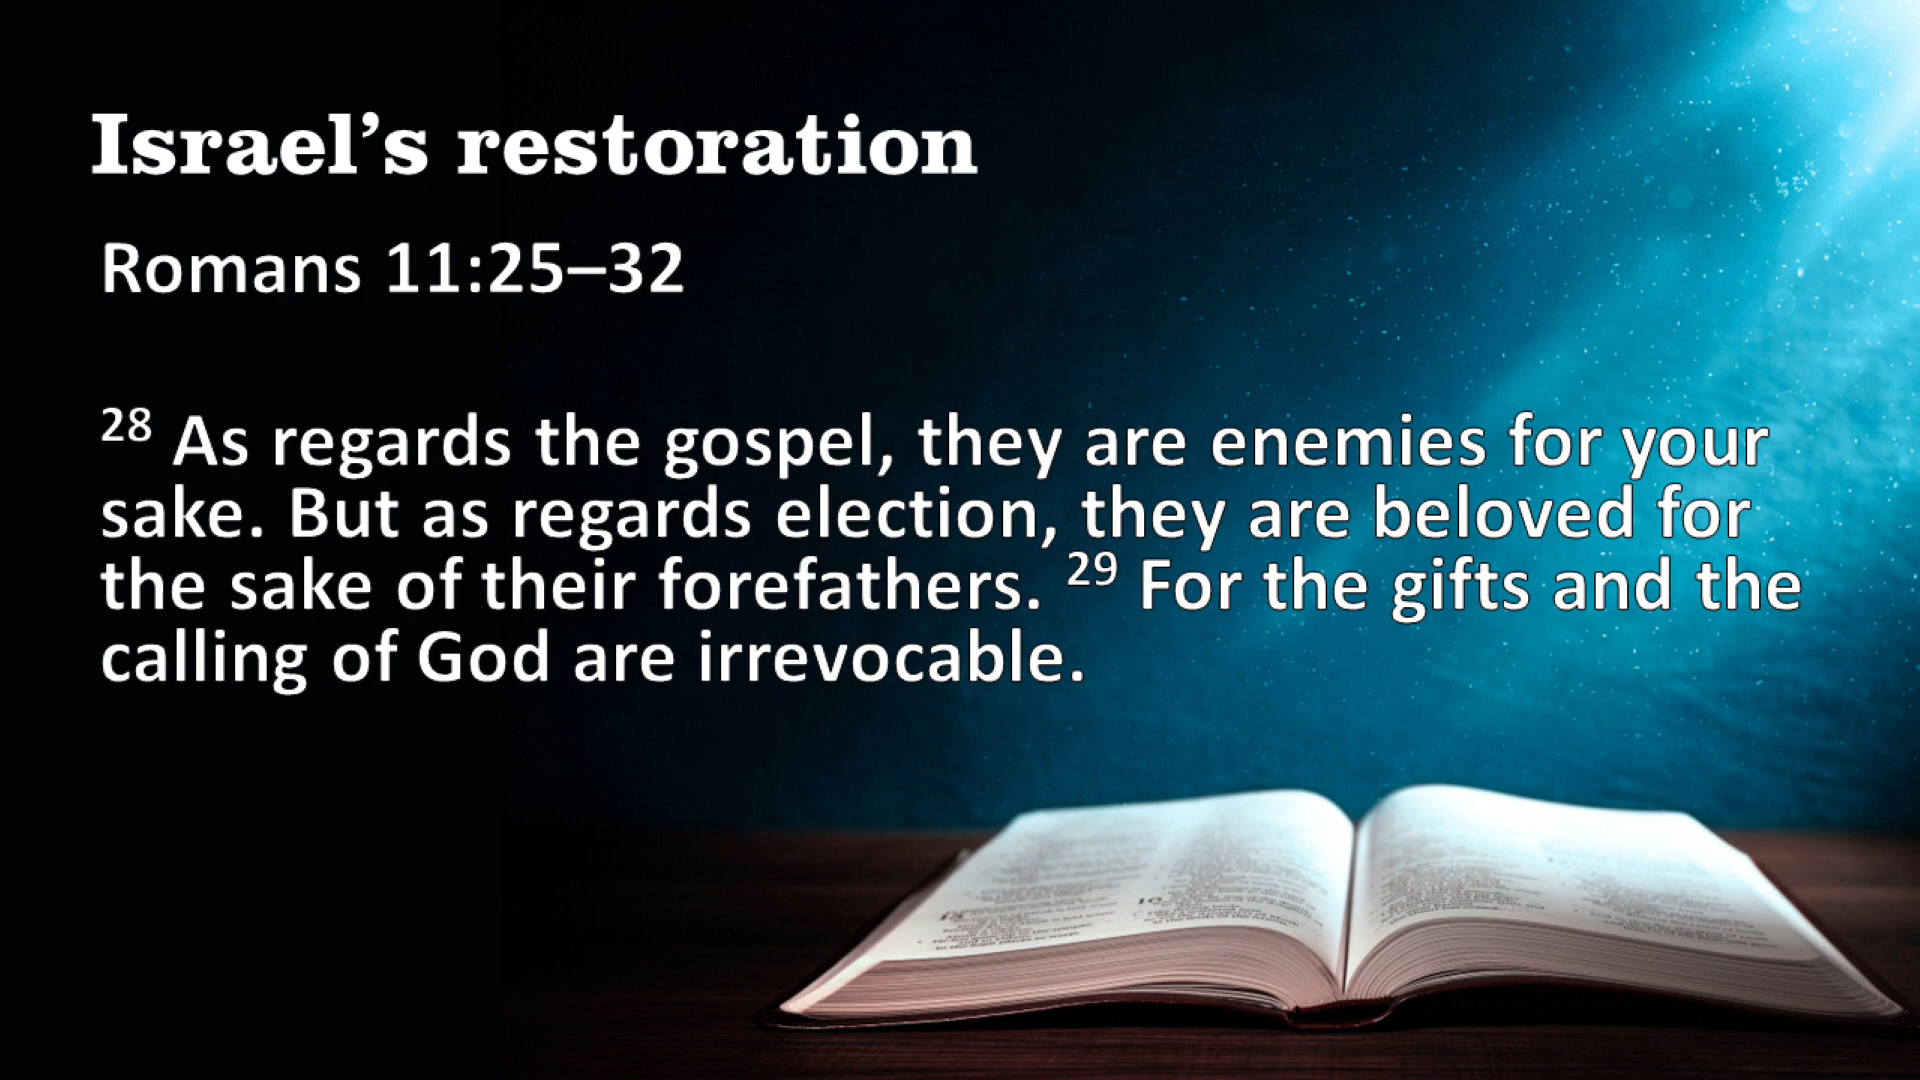 Israel’s restoration
Romans 11:25–32
28 As regards the gospel, they are enemies for your
sake. But as regards election, they are beloved for
the sake of their forefathers. 29 For the gifts and the
calling of God are irrevocable.